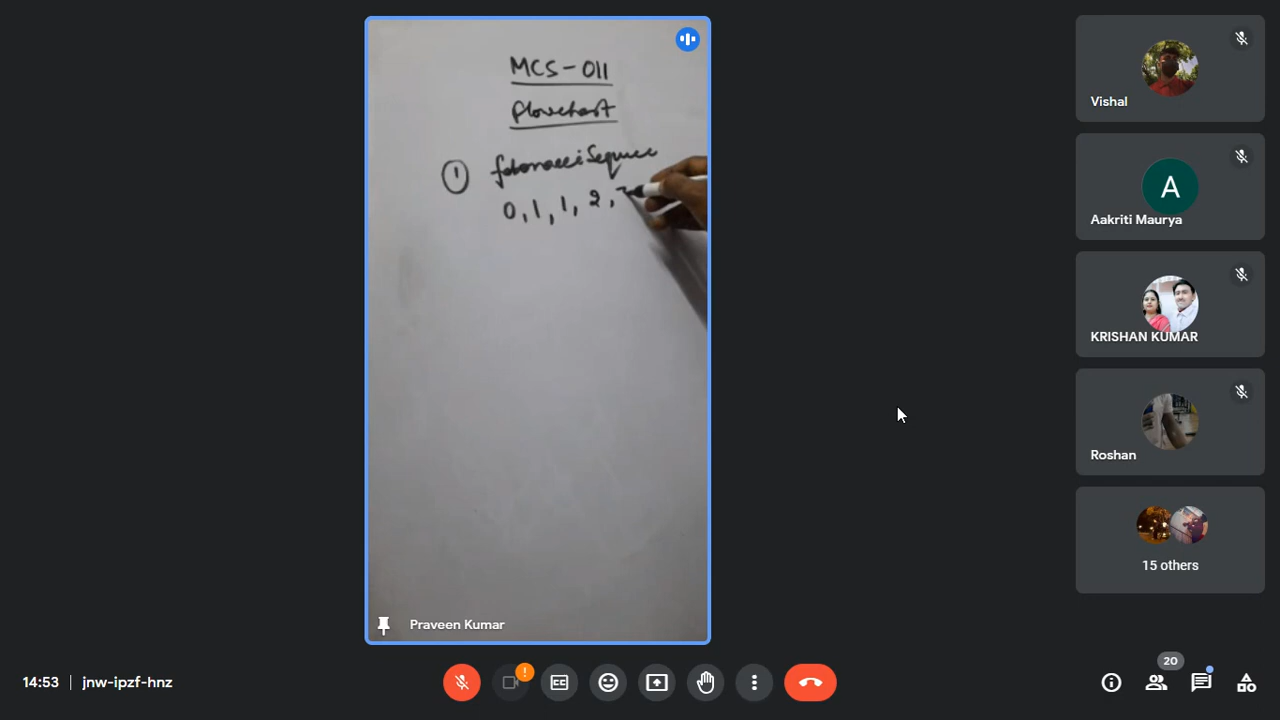 MCS-011
Flowchart
① fibonacci Sequence
0, 1, 1, 2,
Praveen Kumar
Vishal
A
Aakriti Maurya
KRISHAN KUMAR
Roshan
15 others
14:53 | jnw-ipzf-hnz
!
CC
20